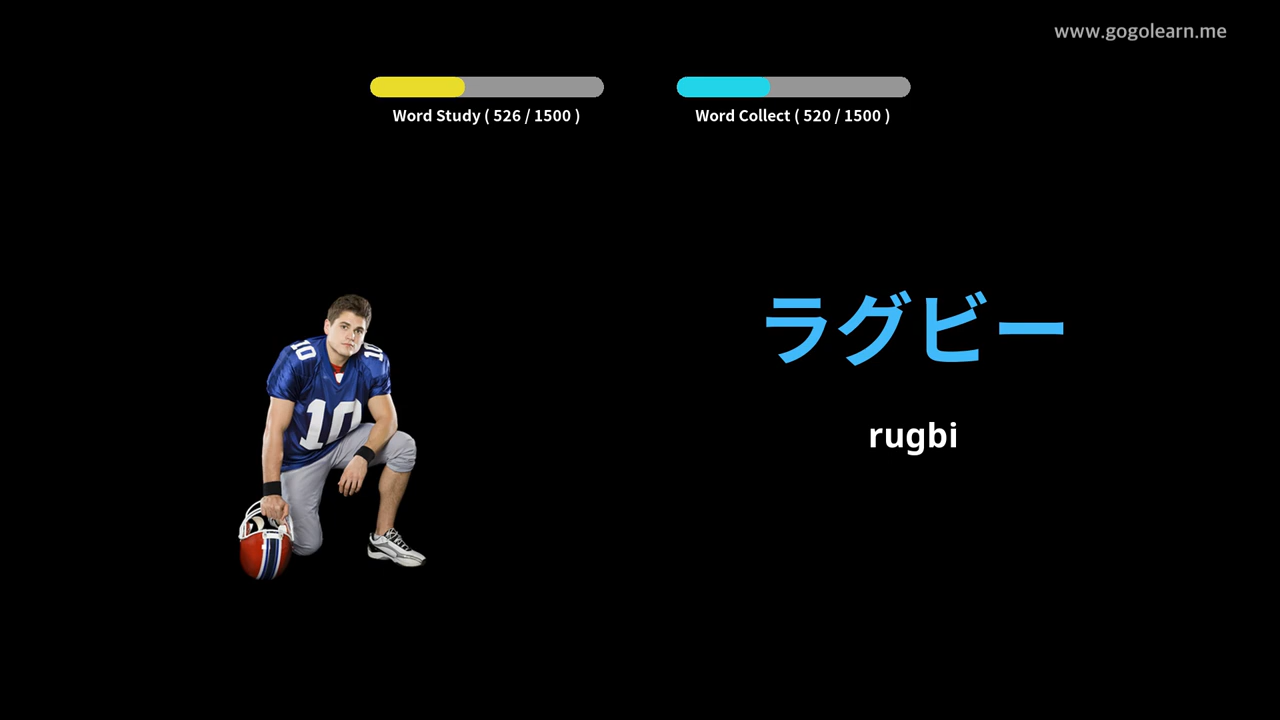 www.gogolearn.me
Word Study ( 526 / 1500 )
Word Collect ( 520 / 1500 )
ラグビー
rugbi
10
10
10